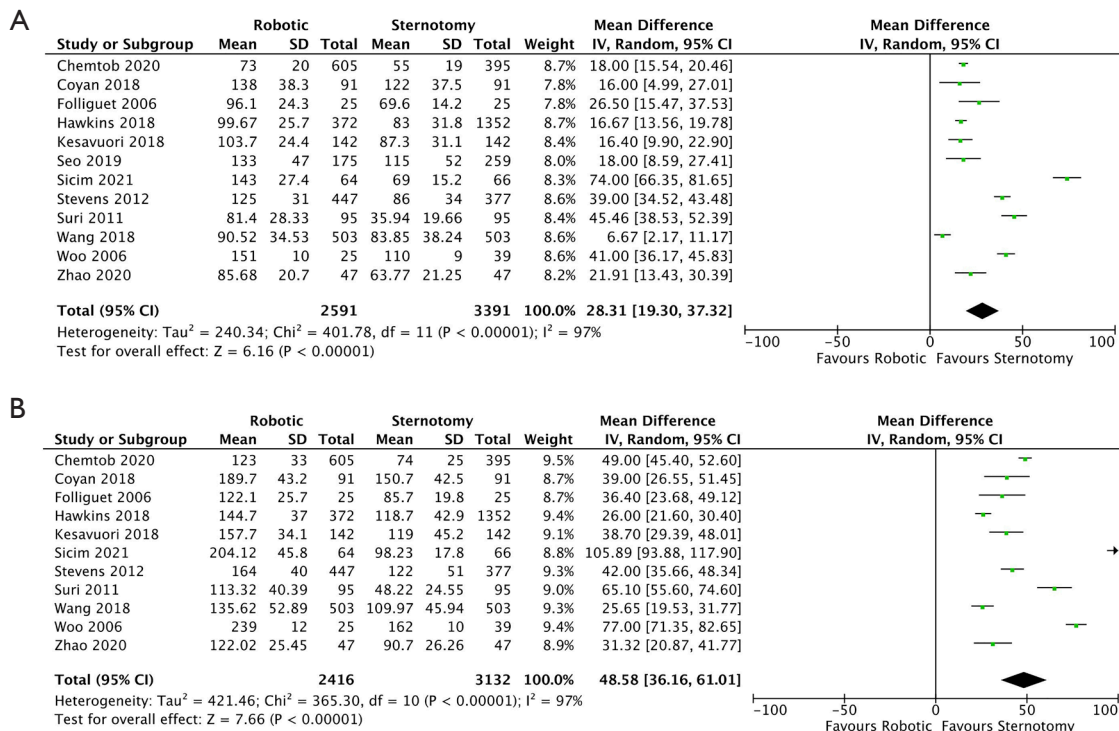 A
Robotic Sternotomy Mean Difference Mean Difference
Study or Subgroup Mean SD Total Mean SD Total Weight IV, Random, 95% CI IV, Random, 95% CI
Chemtob 2020 73 20 605 55 19 395 8.7% 18.00 [15.54, 20.46]
Coyan 2018 138 38.3 91 122 37.5 91 7.8% 16.00 [4.99, 27.01]
Folliguet 2006 96.1 24.3 25 69.6 14.2 25 7.8% 26.50 [15.47, 37.53]
Hawkins 2018 99.67 25.7 372 83 31.8 1352 8.6% 16.67 [13.56, 19.78]
Kesavuori 2018 103.7 24.4 142 87.3 31.1 142 8.4% 16.40 [9.90, 22.90]
Seo 2019 133 47 175 115 52 259 8.0% 18.00 [8.59, 27.41]
Sicim 2021 143 27.4 64 69 15.2 66 8.3% 74.00 [66.35, 81.65]
Stevens 2012 125 31 447 86 34 377 8.6% 39.00 [34.52, 43.48]
Suri 2011 81.4 28.33 95 35.94 19.66 95 8.4% 45.46 [38.53, 52.39]
Wang 2018 90.52 34.53 503 83.85 38.24 503 8.6% 6.67 [2.17, 11.17]
Woo 2006 151 10 25 110 9 39 8.6% 41.00 [36.17, 45.83]
Zhao 2020 85.68 20.7 47 63.77 21.25 47 8.2% 21.91 [13.43, 30.39]
Total (95% CI) 2591 3391 100.0% 28.31 [19.30, 37.32]
Heterogeneity: Tau² = 240.34; Chi² = 401.78, df = 11 (P < 0.00001); I² = 97%
Test for overall effect: Z = 6.16 (P < 0.00001)
-100 -50 0 50 100
Favours Robotic Favours Sternotomy
B
Robotic Sternotomy Mean Difference Mean Difference
Study or Subgroup Mean SD Total Mean SD Total Weight IV, Random, 95% CI IV, Random, 95% CI
Chemtob 2020 123 33 605 74 25 395 9.5% 49.00 [45.40, 52.60]
Coyan 2018 189.7 43.2 91 150.7 42.5 91 8.7% 39.00 [26.55, 51.45]
Folliguet 2006 122.1 25.7 25 85.7 19.8 25 8.7% 36.40 [23.68, 49.12]
Hawkins 2018 144.7 37 372 118.7 42.9 1352 9.4% 26.00 [21.60, 30.40]
Kesavuori 2018 157.7 34.1 142 119 45.2 142 9.1% 38.70 [29.39, 48.01]
Sicim 2021 204.12 45.8 64 98.23 17.8 66 8.8% 105.89 [93.88, 117.90]
Stevens 2012 164 40 447 122 51 377 9.3% 42.00 [35.66, 48.34]
Suri 2011 113.32 40.39 95 48.22 24.55 95 9.0% 65.10 [55.60, 74.60]
Wang 2018 135.62 52.89 503 109.97 45.94 503 9.3% 25.65 [19.53, 31.77]
Woo 2006 239 12 25 162 10 39 9.4% 77.00 [71.35, 82.65]
Zhao 2020 122.02 25.45 47 90.7 26.26 47 8.9% 31.32 [20.87, 41.77]
Total (95% CI) 2416 3132 100.0% 48.58 [36.16, 61.01]
Heterogeneity: Tau² = 421.46; Chi² = 365.30, df = 10 (P < 0.00001); I² = 97%
Test for overall effect: Z = 7.66 (P < 0.00001)
-100 -50 0 50 100
Favours Robotic Favours Sternotomy